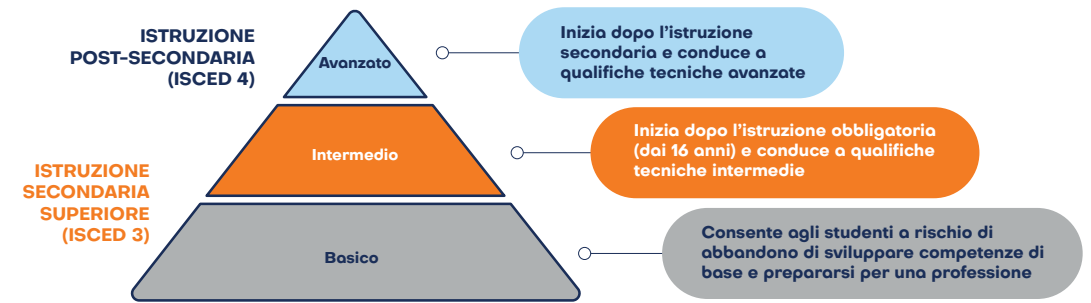 ISTRUZIONE
POST-SECONDARIA
(ISCED 4)
Avanzato
Inizia dopo l’istruzione
secondaria e conduce a
qualifiche tecniche avanzate
ISTRUZIONE
SECONDARIA
SUPERIORE
(ISCED 3)
Intermedio
Inizia dopo l’istruzione obbligatoria
(dai 16 anni) e conduce a qualifiche
tecniche intermedie
Basico
Consente agli studenti a rischio di
abbandono di sviluppare competenze di
base e prepararsi per una professione